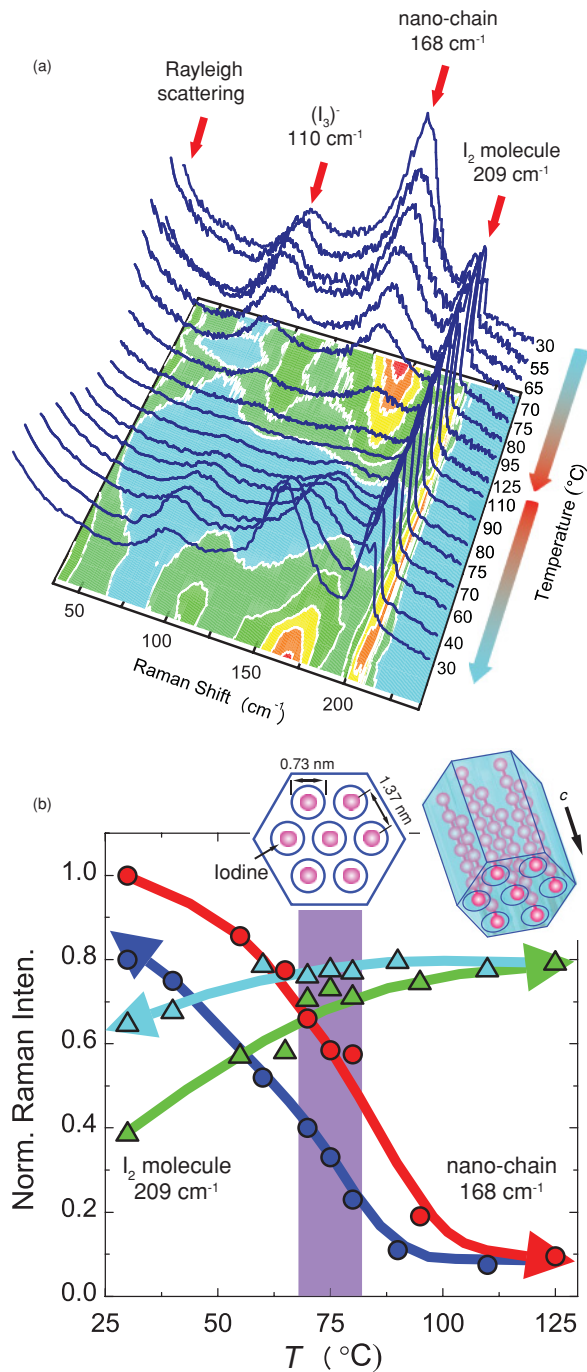 (a)
nano-chain
168 cm⁻¹
Rayleigh
scattering
(I₃)⁻
110 cm⁻¹
I₂ molecule
209 cm⁻¹
30
55
65
70
75
80
95
125
110
90
80
75
70
60
40
30
Temperature (°C)
50
100
150
200
Raman Shift (cm⁻¹)
(b)
0.73 nm
1.37 nm
Iodine
c
1.0
0.8
0.6
0.4
0.2
0.0
Norm. Raman Inten.
I₂ molecule
209 cm⁻¹
nano-chain
168 cm⁻¹
25
50
75
100
125
T (°C)